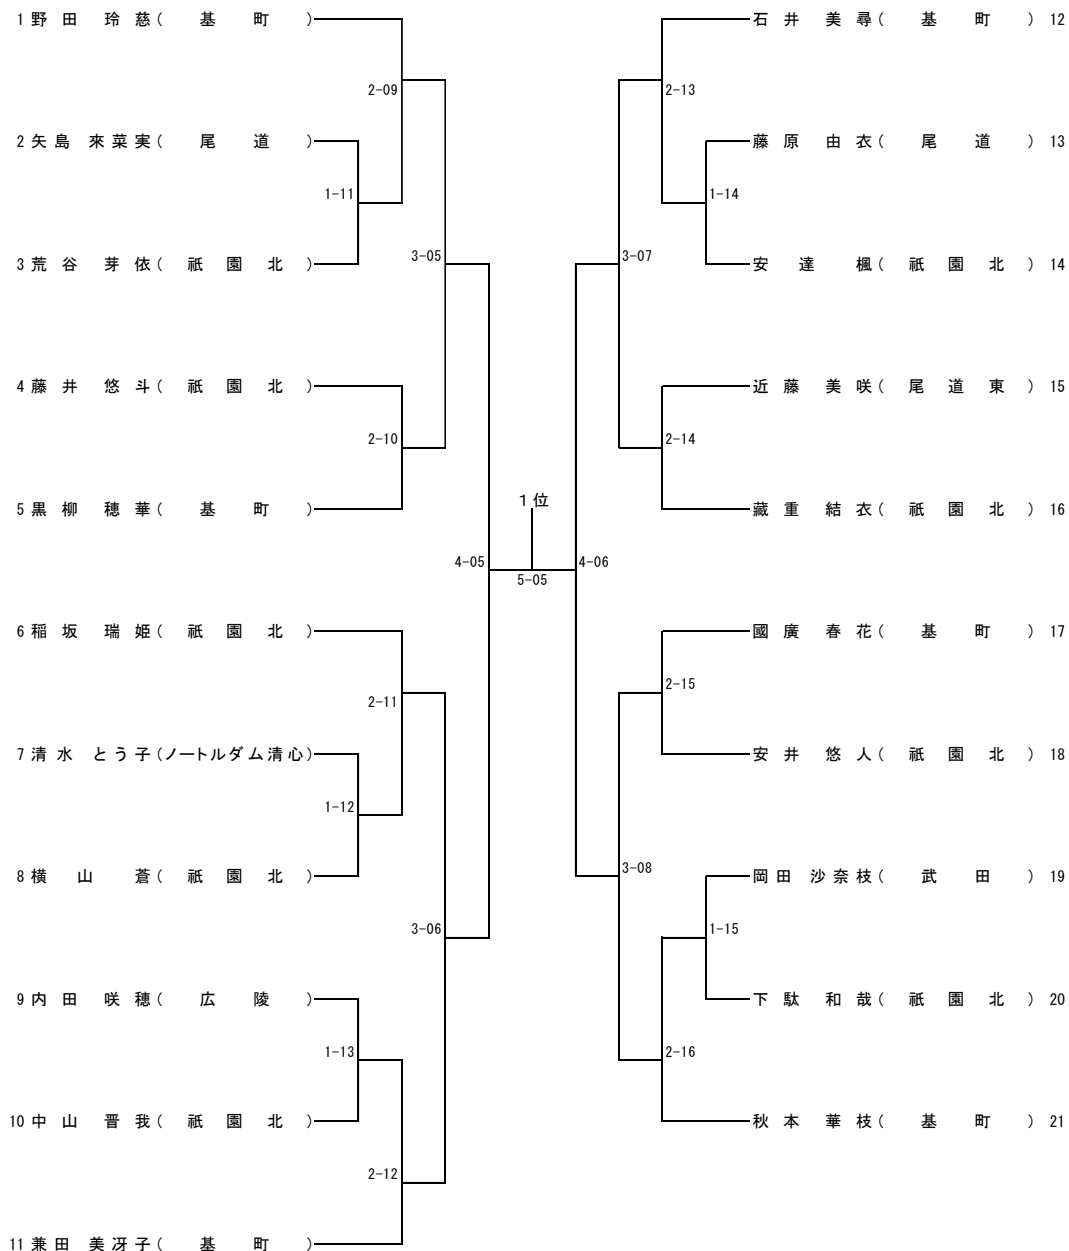 1 野田 玲慈 ( 基町 )
石井 美尋 ( 基町 ) 12
2-09
2-13
2 矢島 來菜実 ( 尾道 )
藤原 由衣 ( 尾道 ) 13
1-11
1-14
3-05
3-07
3 荒谷 芽依 ( 祇園北 )
安達 楓 ( 祇園北 ) 14
4 藤井 悠斗 ( 祇園北 )
近藤 美咲 ( 尾道東 ) 15
2-10
2-14
1位
5 黒柳 穂華 ( 基町 )
藏重 結衣 ( 祇園北 ) 16
4-05
4-06
5-05
6 稲坂 瑞姫 ( 祇園北 )
國廣 春花 ( 基町 ) 17
2-11
2-15
7 清水 とう子 (ノートルダム清心)
安井 悠人 ( 祇園北 ) 18
1-12
3-08
8 横山 蒼 ( 祇園北 )
岡田 沙奈枝 ( 武田 ) 19
3-06
1-15
9 内田 咲穂 ( 広陵 )
下駄 和哉 ( 祇園北 ) 20
1-13
2-16
10 中山 晋我 ( 祇園北 )
秋本 華枝 ( 基町 ) 21
2-12
11 兼田 美冴子 ( 基町 )